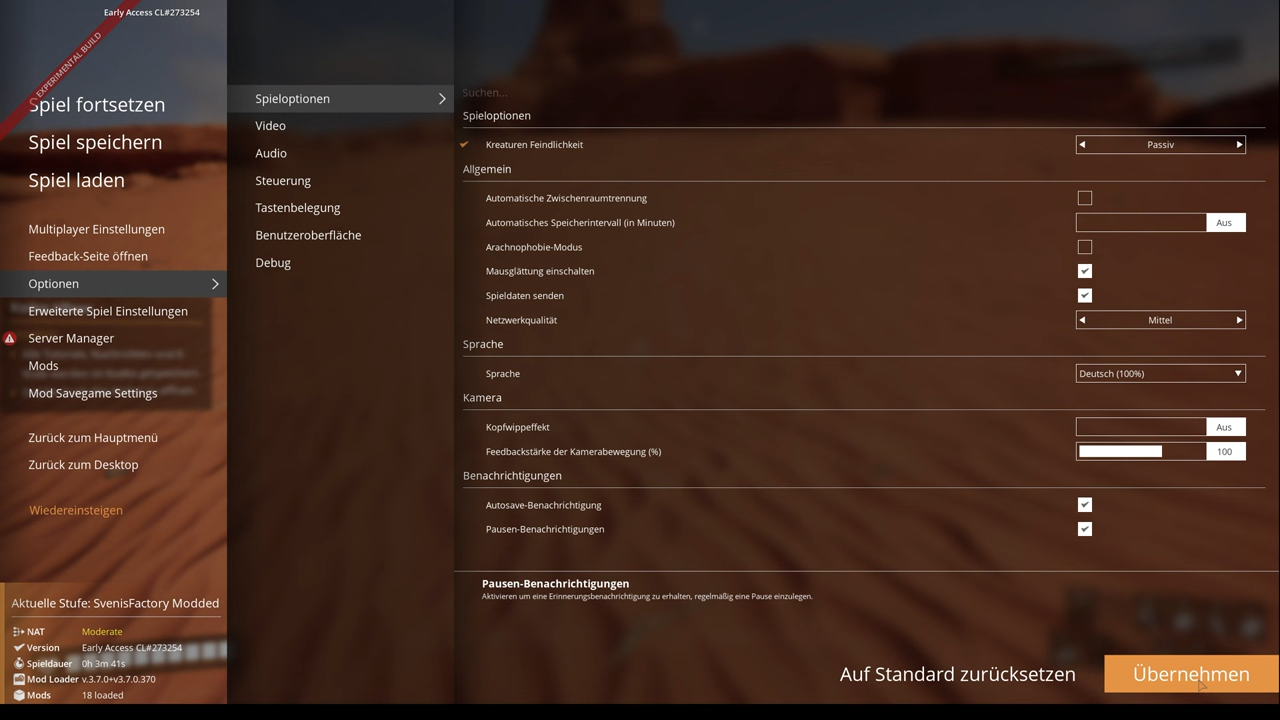 Early Access CL#273254
EXPERIMENTAL BUILD
Spiel fortsetzen
Spiel speichern
Spiel laden
Multiplayer Einstellungen
Feedback-Seite öffnen
Optionen
Erweiterte Spiel Einstellungen
Server Manager
Mods
Mod Savegame Settings
Zurück zum Hauptmenü
Zurück zum Desktop
Wiedereinsteigen
Aktuelle Stufe: SvenisFactory Modded
NAT Moderate
Version Early Access CL#273254
Spieldauer 0h 3m 41s
Mod Loader v.3.7.0+v3.7.0.370
Mods 18 loaded
Spieloptionen
Video
Audio
Steuerung
Tastenbelegung
Benutzeroberfläche
Debug
Suchen...
Spieloptionen
Kreaturen Feindlichkeit Passiv
Allgemein
Automatische Zwischenraumtrennung
Automatisches Speicherintervall (in Minuten) Aus
Arachnophobie-Modus
Mausglättung einschalten
Spieldaten senden
Netzwerkqualität Mittel
Sprache
Sprache Deutsch (100%)
Kamera
Kopfwippeffekt Aus
Feedbackstärke der Kamerabewegung (%) 100
Benachrichtigungen
Autosave-Benachrichtigung
Pausen-Benachrichtigungen
Pausen-Benachrichtigungen
Aktivieren um eine Erinnerungsbenachrichtigung zu erhalten, regelmäßig eine Pause einzulegen.
Auf Standard zurücksetzen
Übernehmen